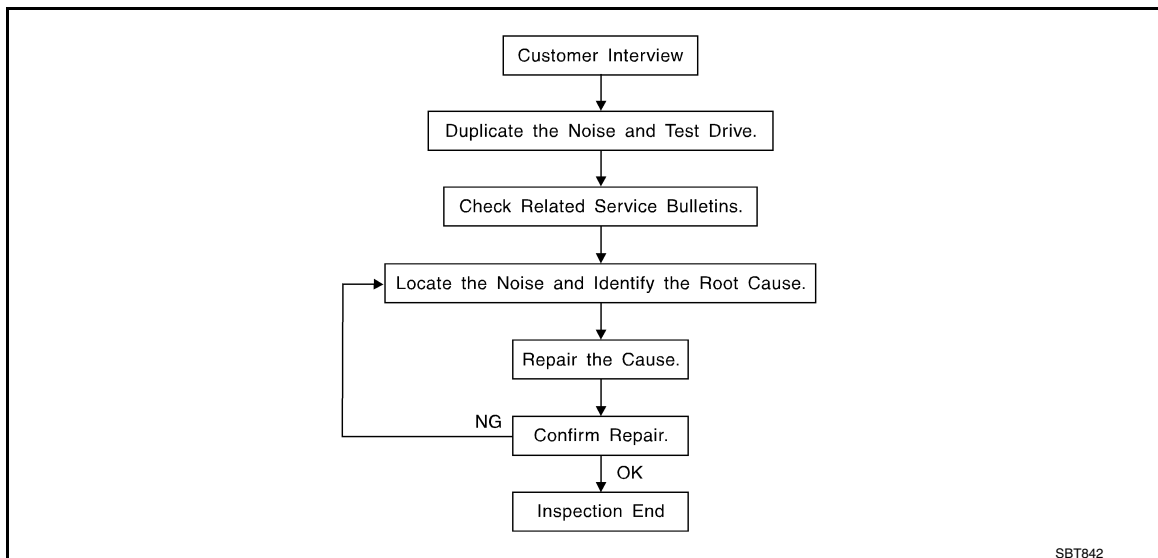 Customer Interview
Duplicate the Noise and Test Drive.
Check Related Service Bulletins.
Locate the Noise and Identify the Root Cause.
Repair the Cause.
NG
Confirm Repair.
OK
Inspection End
SBT842